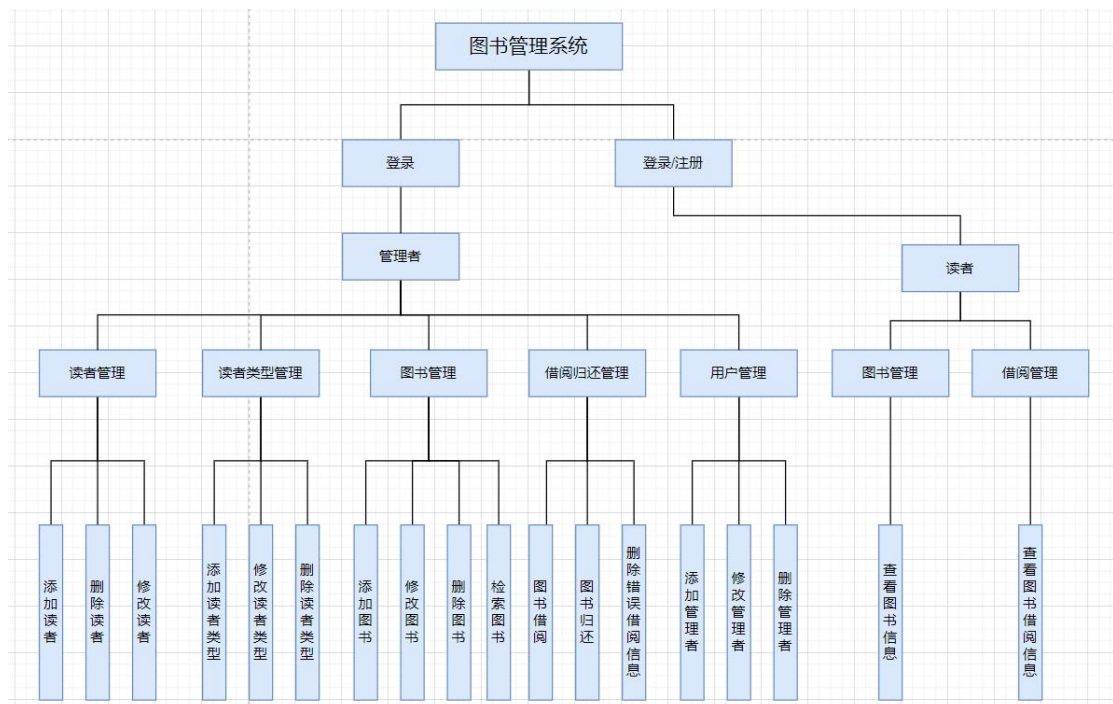 图书管理系统
登录
登录/注册
管理者
读者
读者管理
读者类型管理
图书管理
借阅归还管理
用户管理
图书管理
借阅管理
添加读者
删除读者
修改读者
添加读者类型
修改读者类型
删除读者类型
添加图书
修改图书
删除图书
检索图书
图书借阅
图书归还
删除错误借阅信息
添加管理者
修改管理者
删除管理者
查看图书信息
查看图书借阅信息